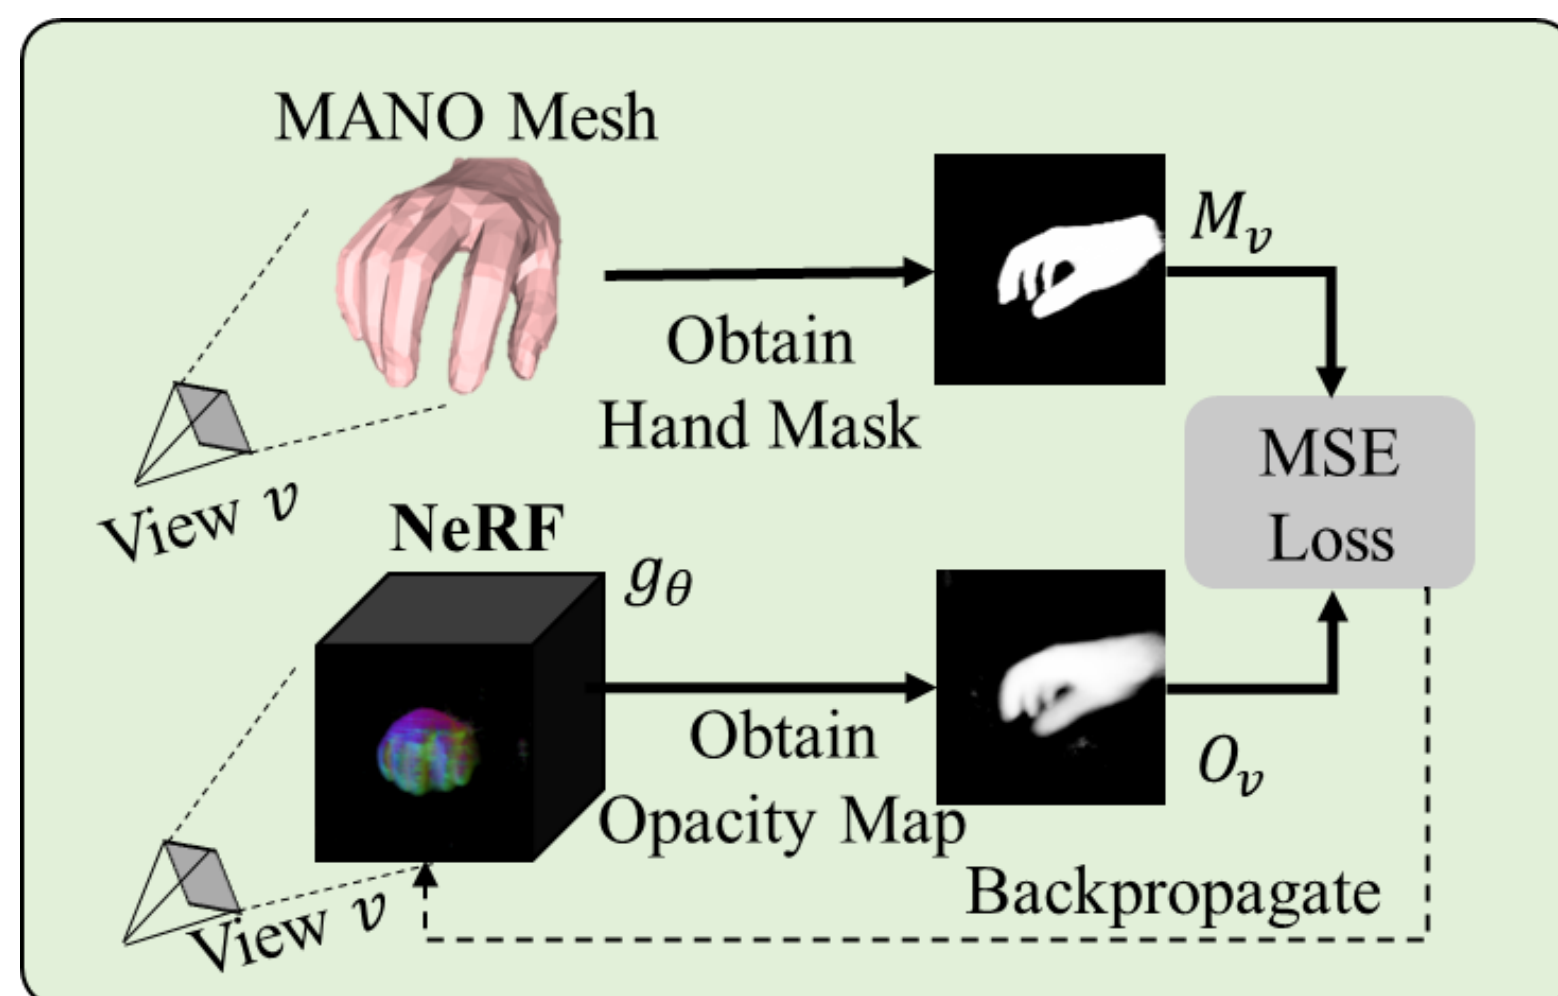 MANO Mesh
M_v
Obtain
Hand Mask
MSE
Loss
View v
NeRF
g_θ
Obtain
Opacity Map
O_v
Backpropagate
View v